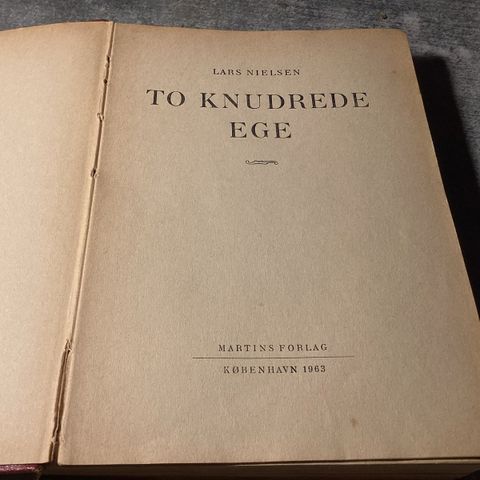 LARS NIELSEN
TO KNUDREDE
EGE
MARTINS FORLAG
KØBENHAVN 1963